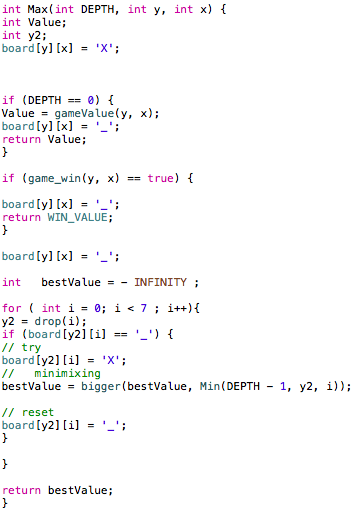 int Max(int DEPTH, int y, int x) {
int Value;
int y2;
board[y][x] = 'X';
if (DEPTH == 0) {
Value = gameValue(y, x);
board[y][x] = '_';
return Value;
}
if (game_win(y, x) == true) {
board[y][x] = '_';
return WIN_VALUE;
}
board[y][x] = '_';
int   bestValue = - INFINITY ;
for ( int i = 0; i < 7 ; i++){
y2 = drop(i);
if (board[y2][i] == '_') {
// try
board[y2][i] = 'X';
//   minimixing
bestValue = bigger(bestValue, Min(DEPTH - 1, y2, i));
// reset
board[y2][i] = '_';
}
}
return bestValue;
}